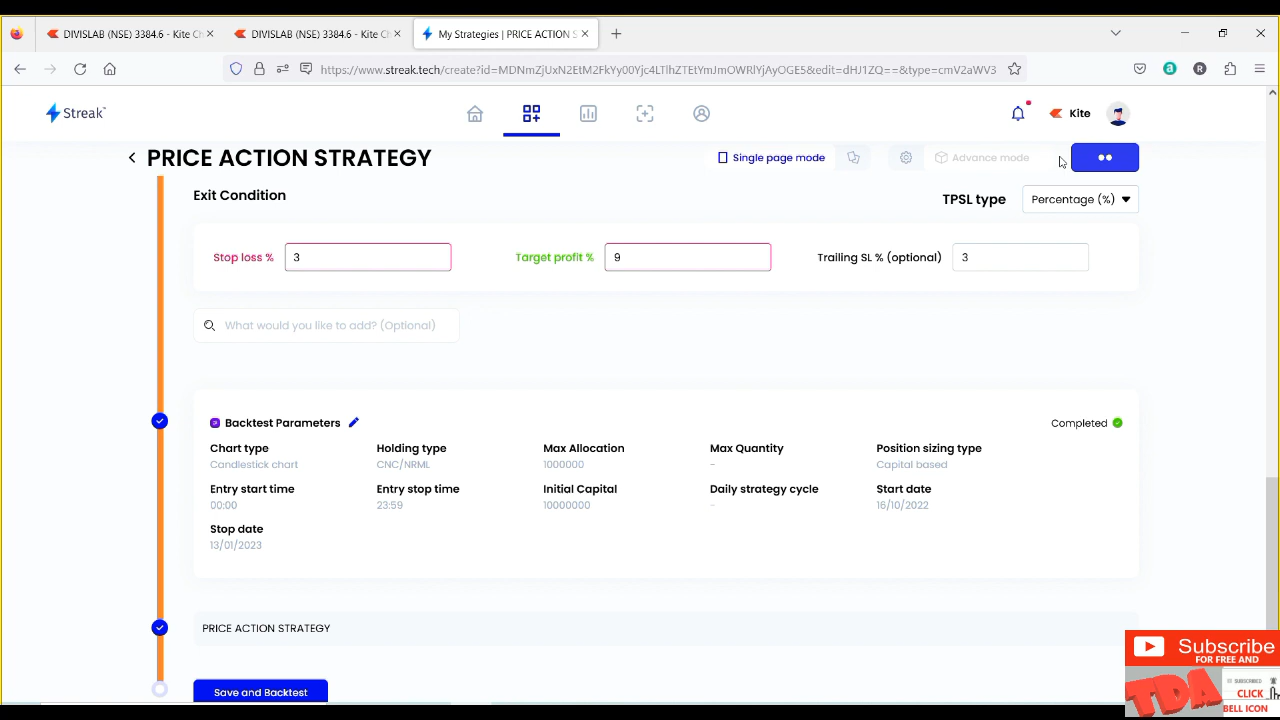 DIVISLAB (NSE) 3384.6 - Kite Ch
DIVISLAB (NSE) 3384.6 - Kite Ch
My Strategies | PRICE ACTION S
https://www.streak.tech/create?id=MDNmZjUxN2EtM2FkYy00Yjc4LTlhZTEtYmJmOWRlYjAyOGE5&edit=dHJ1ZQ==&type=cmV2aWV3
Streak
Kite
PRICE ACTION STRATEGY
Single page mode
Advance mode
Exit Condition
TPSL type
Percentage (%)
Stop loss %
3
Target profit %
9
Trailing SL % (optional)
3
What would you like to add? (Optional)
Backtest Parameters
Completed
Chart type
Holding type
Max Allocation
Max Quantity
Position sizing type
Candlestick chart
CNC/NRML
1000000
-
Capital based
Entry start time
Entry stop time
Initial Capital
Daily strategy cycle
Start date
00:00
23:59
10000000
-
16/10/2022
Stop date
13/01/2023
PRICE ACTION STRATEGY
Save and Backtest
Subscribe
FOR FREE AND
TDA
SUBSCRIBED
CLICK
BELL ICON